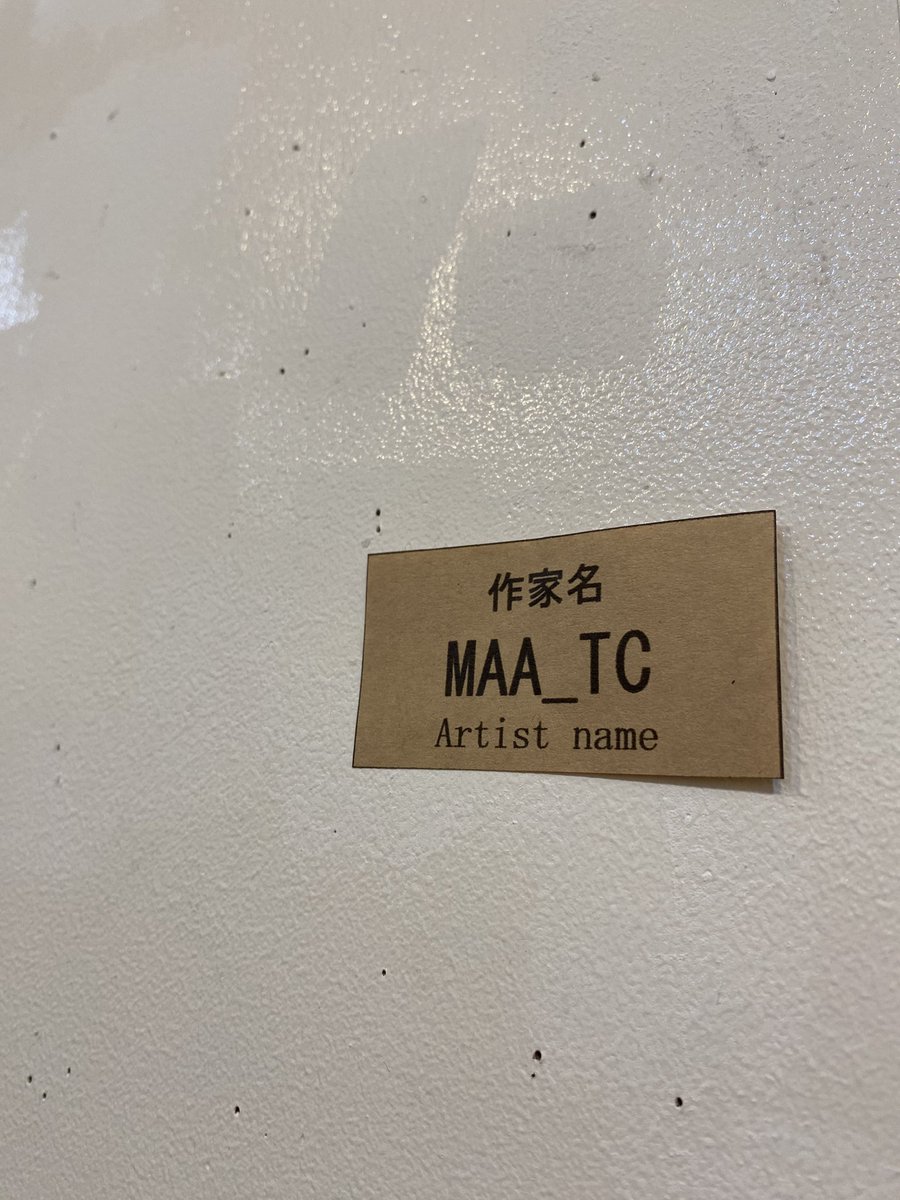 作家名
MAA_TC
Artist name